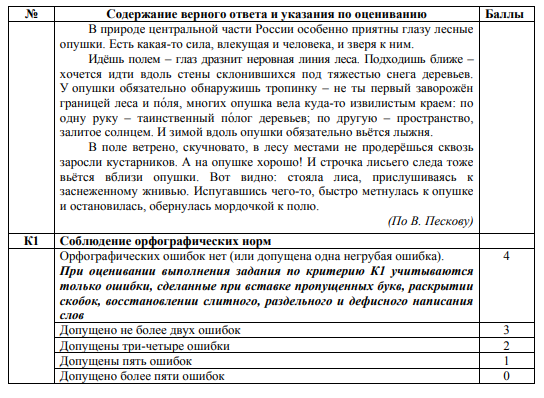 № Содержание верного ответа и указания по оцениванию Баллы
В природе центральной части России особенно приятны глазу лесные
опушки. Есть какая-то сила, влекущая и человека, и зверя к ним.
Идёшь полем – глаз дразнит неровная линия леса. Подходишь ближе –
хочется идти вдоль стены склонившихся под тяжестью снега деревьев.
У опушки обязательно обнаружишь тропинку – не ты первый заворожён
границей леса и по́ля, многих опушка вела куда-то извилистым краем: по
одну руку – таинственный по́лог деревьев; по другую – пространство,
залитое солнцем. И зимой вдоль опушки обязательно вьётся лыжня.
В поле ветрено, скучновато, в лесу местами не продерёшься сквозь
заросли кустарников. А на опушке хорошо! И строчка лисьего следа тоже
вьётся вблизи опушки. Вот видно: стояла лиса, прислушиваясь к
заснеженному жнивью. Испугавшись чего-то, быстро метнулась к опушке
и остановилась, обернулась мордочкой к полю.
(По В. Пескову)
К1 Соблюдение орфографических норм
Орфографических ошибок нет (или допущена одна негрубая ошибка). 4
При оценивании выполнения задания по критерию К1 учитываются
только ошибки, сделанные при вставке пропущенных букв, раскрытии
скобок, восстановлении слитного, раздельного и дефисного написания
слов
Допущено не более двух ошибок 3
Допущены три-четыре ошибки 2
Допущены пять ошибок 1
Допущено более пяти ошибок 0